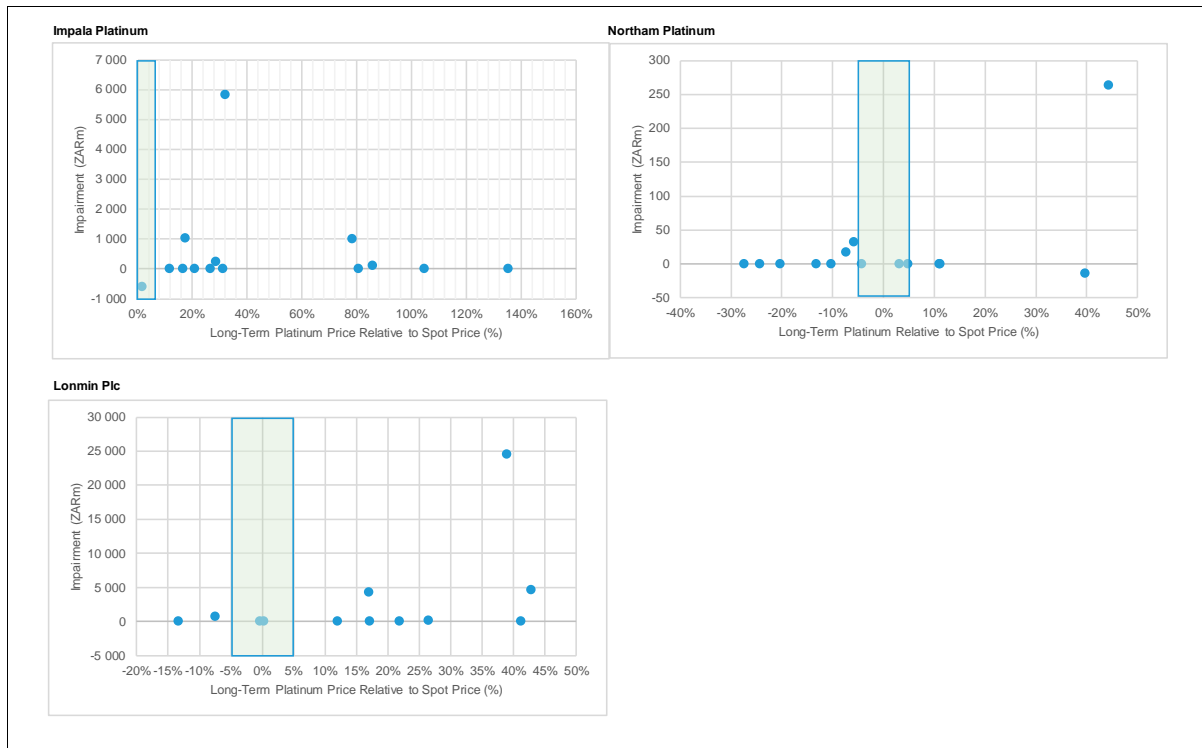 Impala Platinum
7 000
6 000
5 000
4 000
3 000
2 000
1 000
0
-1 000
Impairment (ZARm)
0% 20% 40% 60% 80% 100% 120% 140% 160%
Long-Term Platinum Price Relative to Spot Price (%)
Northam Platinum
300
250
200
150
100
50
0
-50
Impairment (ZARm)
-40% -30% -20% -10% 0% 10% 20% 30% 40% 50%
Long-Term Platinum Relative to Spot Price (%)
Lonmin Plc
30 000
25 000
20 000
15 000
10 000
5 000
0
-5 000
Impairment (ZARm)
-20% -15% -10% -5% 0% 5% 10% 15% 20% 25% 30% 35% 40% 45% 50%
Long-Term Platinum Price Relative to Spot Price (%)